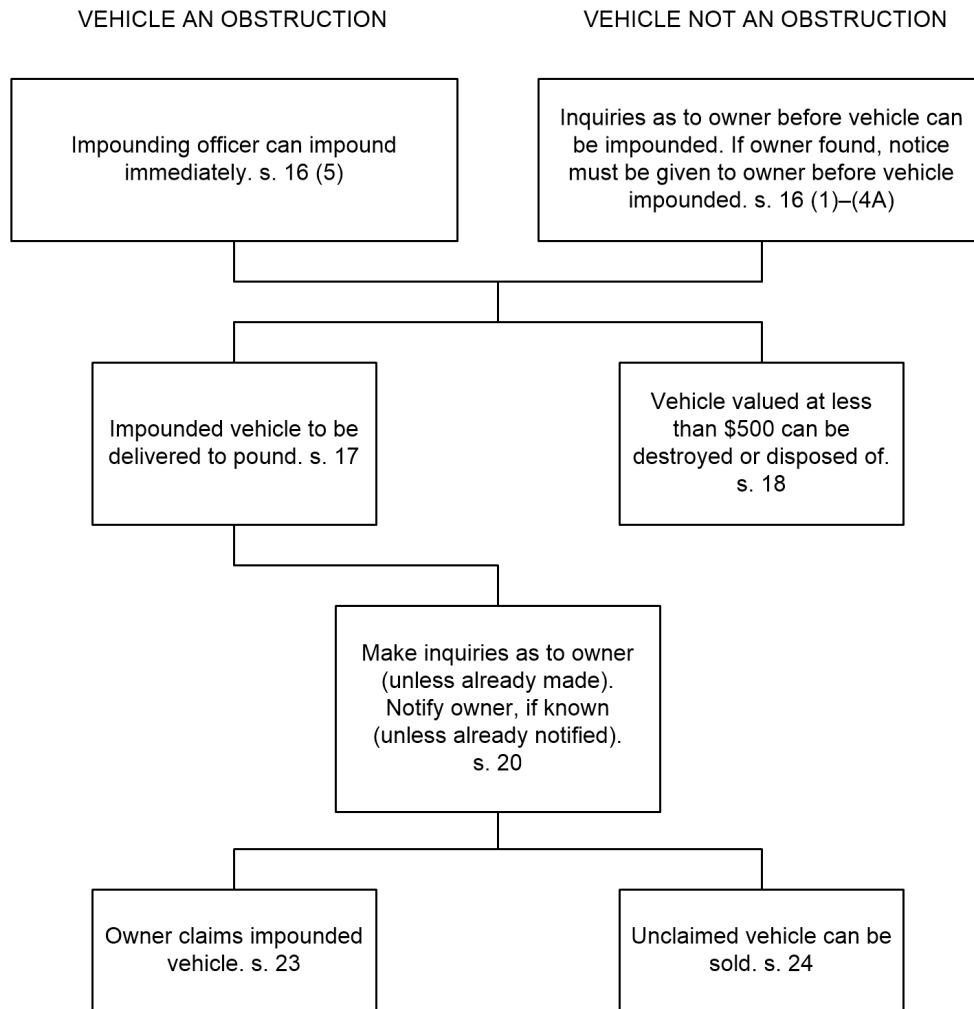 VEHICLE AN OBSTRUCTION
VEHICLE NOT AN OBSTRUCTION
Impounding officer can impound
immediately. s. 16 (5)
Inquiries as to owner before vehicle can
be impounded. If owner found, notice
must be given to owner before vehicle
impounded. s. 16 (1)–(4A)
Impounded vehicle to be
delivered to pound. s. 17
Vehicle valued at less
than $500 can be
destroyed or disposed of.
s. 18
Make inquiries as to owner
(unless already made).
Notify owner, if known
(unless already notified).
s. 20
Owner claims impounded
vehicle. s. 23
Unclaimed vehicle can be
sold. s. 24